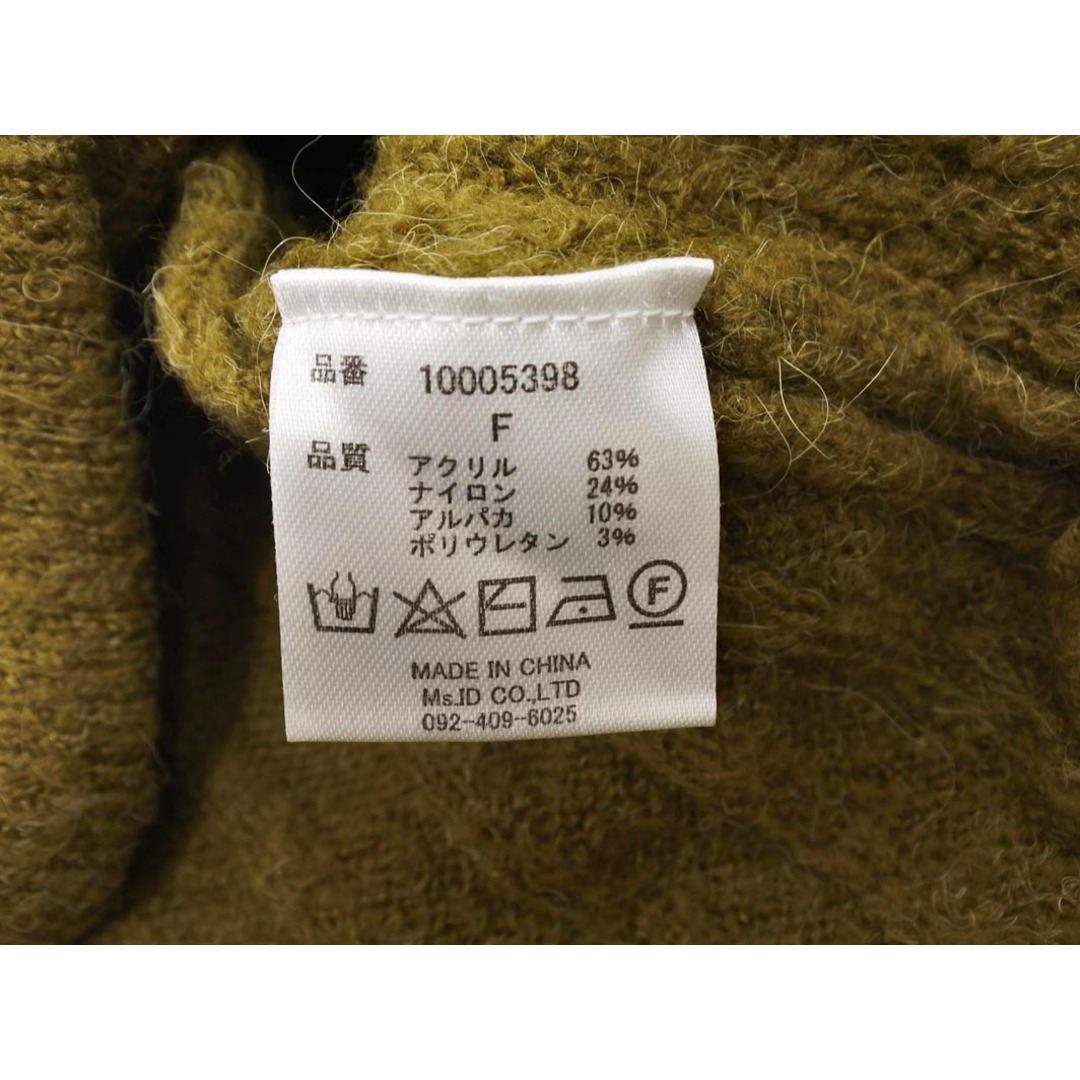 品番 10005398
F
品質 アクリル 63%
ナイロン 24%
アルパカ 10%
ポリウレタン 3%
F
MADE IN CHINA
Ms.ID CO.,LTD
092-409-6025